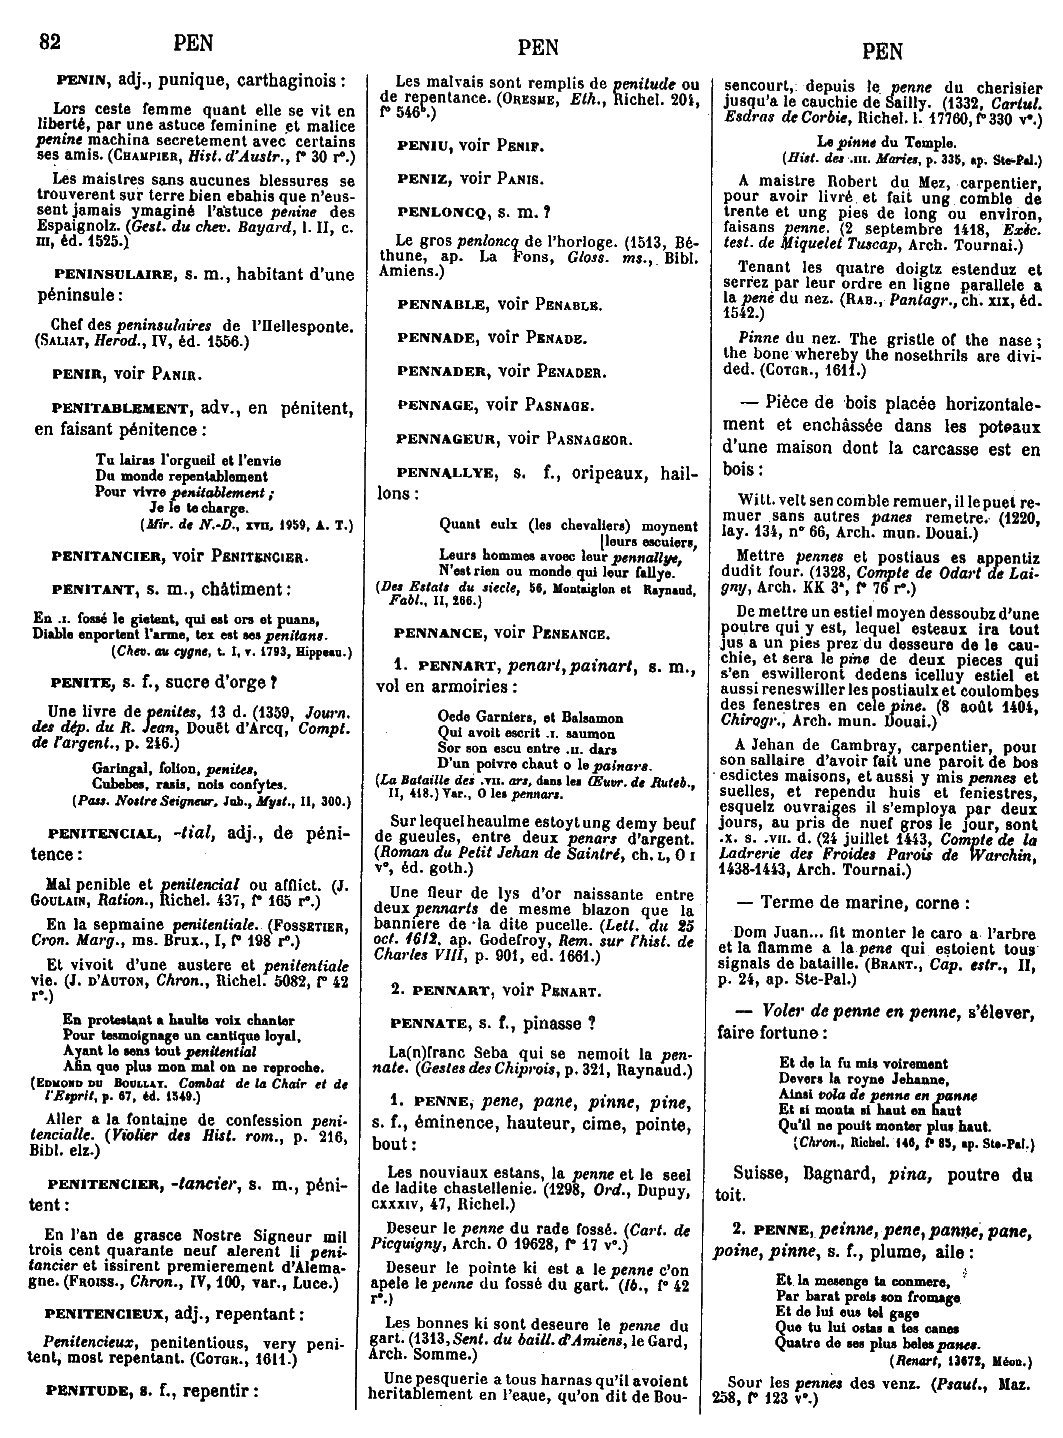 82 PEN
PEN
PEN
PENIN, adj., punique, carthaginois :
Lors ceste femme quant elle se vit en
liberté, par une astuce feminine et malice
penine machina secretement avec certains
ses amis. (CHAMPIER, Hist. d'Austr., f° 30 r°.)
Les maistres sans aucunes blessures se
trouverent sur terre bien ebahis que n'eus-
sent jamais ymaginé l'astuce penine des
Espaignolz. (Gest. du chev. Bayard, l. II, c.
III, éd. 1525.)
PENINSULAIRE, s. m., habitant d'une
péninsule :
Chef des peninsulaires de l'Hellesponte.
(SALIAT, Herod., IV, éd. 1556.)
PENIR, voir PANIR.
PENITABLEMENT, adv., en pénitent,
en faisant pénitence :
Tu lairas l'orgueil et l'envie
Du monde repentablement
Pour vivre penitablement ;
Je le te charge.
(Mir. de N.-D., XVII, 1959, A. T.)
PENITANCIER, voir PENITENCIER.
PENITANT, s. m., châtiment :
En .I. fossé le gietent, qui est ors et puans,
Diable enportent l'arme, tex est ses penitans.
(Chev. au cygne, t. I, v. 1793, Hippeau.)
PENITE, s. f., sucre d'orge ?
Une livre de penites, 13 d. (1359, Journ.
des dép. du R. Jean, Douët d'Arcq, Compt.
de l'argent., p. 246.)
Garingal, folion, penites,
Cubebes, rasis, nois confytes.
(Pass. Nostre Seigneur, Jub., Myst., II, 300.)
PENITENCIAL, -tial, adj., de péni-
tence :
Mal penible et penitencial ou afflict. (J.
GOULAIN, Ration., Richel. 437, f° 165 r°.)
En la sepmaine penitentiale. (FOSSETIER,
Cron. Marg., ms. Brux., I, f° 198 r°.)
Et vivoit d'une austere et penitentiale
vie. (J. D'AUTON, Chron., Richel. 5082, f° 42
r°.)
En protestant a haulte voix chanter
Pour tesmoignage un cantique loyal,
Ayant le sens tout penitential
Afin que plus mon mal on ne reproche.
(EDMOND DU BOULLAY. Combat de la Chair et de
l'Esprit, p. 67, éd. 1549.)
Aller a la fontaine de confession peni-
tencialle. (Violier des Hist. rom., p. 216,
Bibl. elz.)
PENITENCIER, -tancier, s. m., péni-
tent :
En l'an de grasce Nostre Signeur mil
trois cent quarante neuf alerent li peni-
tancier et issirent premierement d'Alema-
gne. (FROISS., Chron., IV, 100, var., Luce.)
PENITENCIEUX, adj., repentant :
Penitencieux, penitentious, very peni-
tent, most repentant. (COTGR., 1611.)
PENITUDE, s. f., repentir :
Les malvais sont remplis de penitude ou
de repentance. (ORESME, Eth., Richel. 204,
f° 546°.)
PENIU, voir PENIF.
PENIZ, voir PANIS.
PENLONCQ, s. m. ?
Le gros penloncq de l'horloge. (1513, Bé-
thune, ap. La Fons, Gloss. ms., Bibl.
Amiens.)
PENNABLE, voir PENABLE.
PENNADE, voir PENADE.
PENNADER, voir PENADER.
PENNAGE, voir PASNAGE.
PENNAGEUR, voir PASNAGEOR.
PENNALLYE, s. f., oripeaux, hail-
lons :
Quant eulx (les chevaliers) moynent
[leurs escuiers,
Leurs hommes avoec leur pennallye,
N'est rien ou monde qui leur fallye.
(Des Estats du siecle, 56, Montaiglon et Raynaud,
Fabl., II, 266.)
PENNANCE, voir PENEANCE.
1. PENNART, penart, painart, s. m.,
vol en armoiries :
Oede Garniers, et Balsamon
Qui avoit escrit .I. saumon
Sor son escu entre .II. dars
D'un poivre chaut o le painars.
(La Bataille des .VII. ars, dans les Œuvr. de Ruteb.,
II, 418.) Var., O les pennars.
Sur lequel heaulme estoyt ung demy beuf
de gueules, entre deux penars d'argent.
(Roman du Petit Jehan de Saintré, ch. L, O I
v°, éd. goth.)
Une fleur de lys d'or naissante entre
deux pennarts de mesme blazon que la
banniere de la dite pucelle. (Lett. du 25
oct. 1612, ap. Godefroy, Rem. sur l'hist. de
Charles VIII, p. 901, ed. 1661.)
2. PENNART, voir PENART.
PENNATE, s. f., pinasse ?
La(n)franc Seba qui se nemoit la pen-
nate. (Gestes des Chiprois, p. 321, Raynaud.)
1. PENNE, pene, pane, pinne, pine,
s. f., éminence, hauteur, cime, pointe,
bout :
Les nouviaux estans, la penne et le seel
de ladite chastellenie. (1298, Ord., Dupuy,
CXXXIV, 47, Richel.)
Deseur le penne du rade fossé. (Cart. de
Picquigny, Arch. O 19628, f° 17 v°.)
Deseur le pointe ki est a le penne c'on
apele le penne du fossé du gart. (Ib., f° 42
r°.)
Les bonnes ki sont deseure le penne du
gart. (1313, Sent. du baill. d'Amiens, le Gard,
Arch. Somme.)
Une pesquerie a tous harnas qu'il avoient
heritablement en l'eaue, qu'on dit de Bou-
sencourt, depuis le penne du cherisier
jusqu'a le cauchie de Sailly. (1332, Cartul.
Esdras de Corbie, Richel. l. 17760, f° 330 v°.)
Le pinne du Temple.
(Hist. des .III. Maries, p. 335, ap. Ste-Pal.)
A maistre Robert du Mez, carpentier,
pour avoir livré et fait ung comble de
trente et ung pies de long ou environ,
faisans penne. (2 septembre 1418, Exéc.
test. de Miquelet Tuscap, Arch. Tournai.)
Tenant les quatre doigtz estenduz et
serrez par leur ordre en ligne parallele a
la pene du nez. (RAB., Pantagr., ch. XIX, éd.
1542.)
Pinne du nez. The gristle of the nase ;
the bone whereby the nosethrils are divi-
ded. (COTGR., 1611.)
— Pièce de bois placée horizontale-
ment et enchâssée dans les poteaux
d'une maison dont la carcasse est en
bois :
Witt. velt sen comble remuer, il le puet re-
muer sans autres panes remetre. (1220,
lay. 134, n° 66, Arch. mun. Douai.)
Mettre pennes et postiaus es appentiz
dudit four. (1328, Compte de Odart de Lai-
gny, Arch. KK 3ª, f° 76 r°.)
De mettre un estiel moyen dessoubz d'une
poutre qui y est, lequel esteaux ira tout
jus a un pies prez du desseure de le cau-
chie, et sera le pine de deux pieces qui
s'en eswilleront dedens icelluy estiel et
aussi reneswiller les postiaulx et coulombes
des fenestres en cele pine. (8 août 1404,
Chirogr., Arch. mun. Douai.)
A Jehan de Cambray, carpentier, pour
son sallaire d'avoir fait une paroit de bos
esdictes maisons, et aussi y mis pennes et
suelles, et rependu huis et feniestres,
esquelz ouvraiges il s'employa par deux
jours, au pris de nuef gros le jour, sont
.X. s. .VII. d. (24 juillet 1443, Compte de la
Ladrerie des Froides Parois de Warchin,
1438-1443, Arch. Tournai.)
— Terme de marine, corne :
Dom Juan... fit monter le caro a l'arbre
et la flamme a la pene qui estoient tous
signals de bataille. (BRANT., Cap. estr., II,
p. 24, ap. Ste-Pal.)
— Voler de penne en penne, s'élever,
faire fortune :
Et de la fu mis voirement
Devers la royne Jehanne,
Ainsi vola de penne en panne
Et si monta si haut en haut
Qu'il ne pouit monter plus haut.
(Chron., Richel. 146, f° 85, ap. Ste-Pal.)
Suisse, Bagnard, pina, poutre du
toit.
2. PENNE, peinne, pene, panne, pane,
poine, pinne, s. f., plume, aile :
Et la mesenge ta conmere,
Par barat preis son fromage
Et de lui eus tel gage
Que tu lui ostas a tes canes
Quatre de ses plus beles panes.
(Renart, 13672, Méon.)
Sour les pennes des venz. (Psaut., Maz.
258, f° 123 v°.)